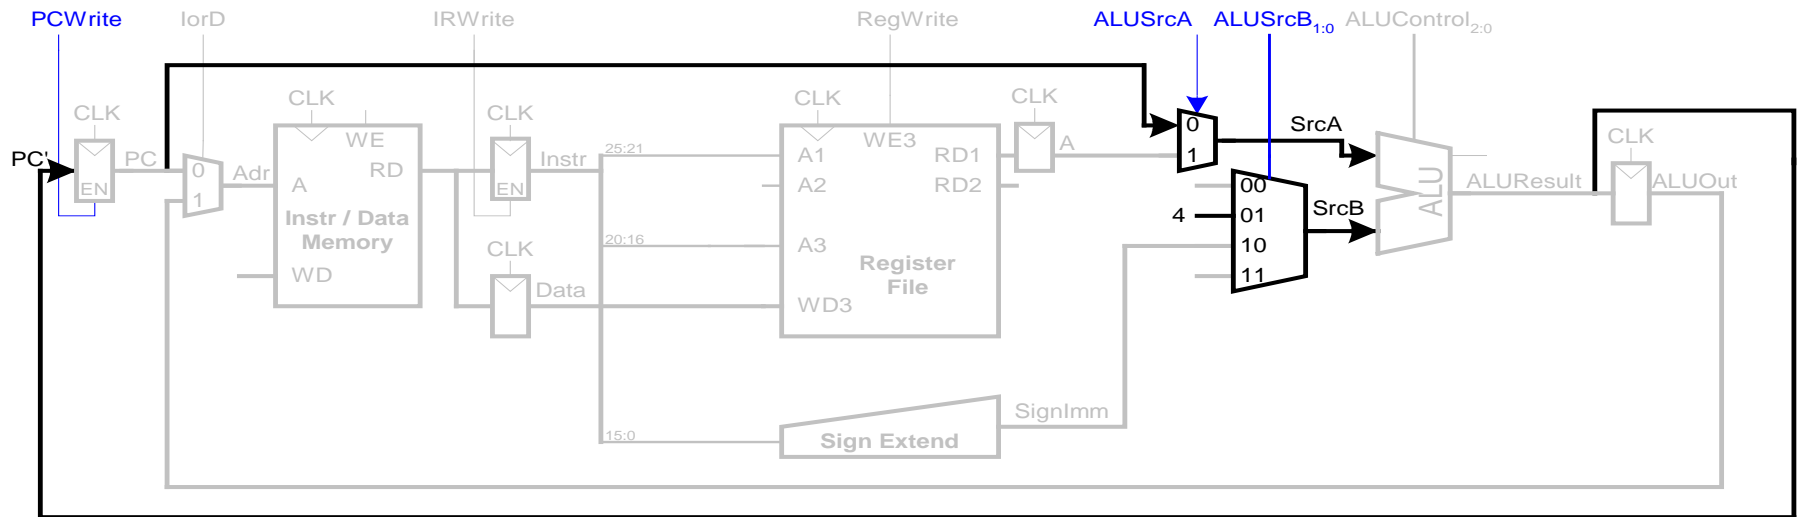 PCWrite IorD IRWrite RegWrite ALUSrcA ALUSrcB1:0 ALUControl2:0
CLK CLK CLK CLK CLK CLK
PC' PC EN
0 1 Adr
WE RD A
Instr / Data
Memory
WD
EN Instr
CLK
Data
25:21
20:16
15:0
WE3
A1 RD1
A2 RD2
A3
Register
File
WD3
A
0
1
SrcA
00
4 01 SrcB
10
11
ALU
ALUResult
ALUOut
SignImm
Sign Extend